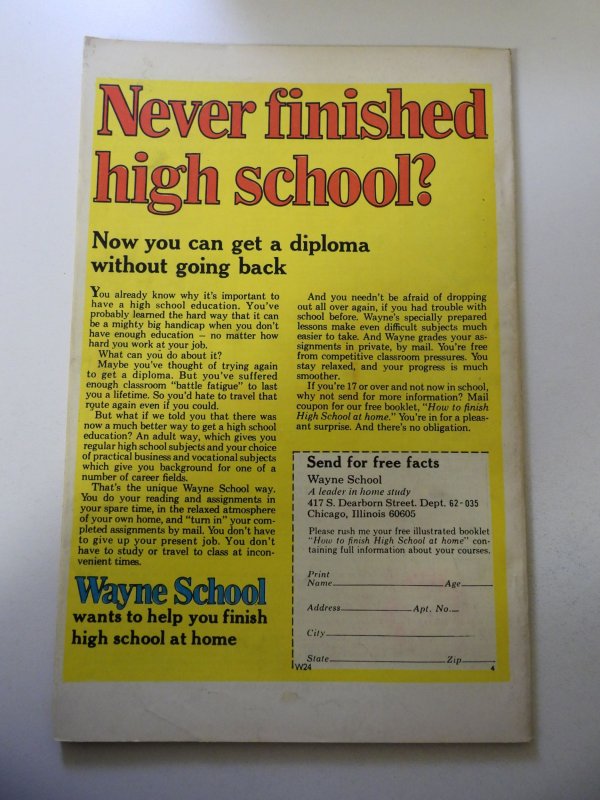 Never finished
high school?
Now you can get a diploma
without going back
You already know why it's important to
have a high school education. You've
probably learned the hard way that it can
be a mighty big handicap when you don't
have enough education — no matter how
hard you work at your job.
What can you do about it?
Maybe you've thought of trying again
to get a diploma. But you've suffered
enough classroom "battle fatigue" to last
you a lifetime. So you'd hate to travel that
route again even if you could.
But what if we told you that there was
now a much better way to get a high school
education? An adult way, which gives you
regular high school subjects and your choice
of practical business and vocational subjects
which give you background for one of a
number of career fields.
That's the unique Wayne School way.
You do your reading and assignments in
your spare time, in the relaxed atmosphere
of your own home, and "turn in" your com-
pleted assignments by mail. You don't have
to give up your present job. You don't
have to study or travel to class at incon-
venient times.
Wayne School
wants to help you finish
high school at home
And you needn't be afraid of dropping
out all over again, if you had trouble with
school before. Wayne's specially prepared
lessons make even difficult subjects much
easier to take. And Wayne grades your as-
signments in private, by mail. You're free
from competitive classroom pressures. You
stay relaxed, and your progress is much
smoother.
If you're 17 or over and not now in school,
why not send for more information? Mail
coupon for our free booklet, "How to finish
High School at home." You're in for a pleas-
ant surprise. And there's no obligation.
Send for free facts
Wayne School
A leader in home study
417 S. Dearborn Street. Dept. 62-035
Chicago, Illinois 60605
Please rush me your free illustrated booklet
"How to finish High School at home" con-
taining full information about your courses.
Print
Name Age
Address Apt. No.
City
State Zip
W24 4